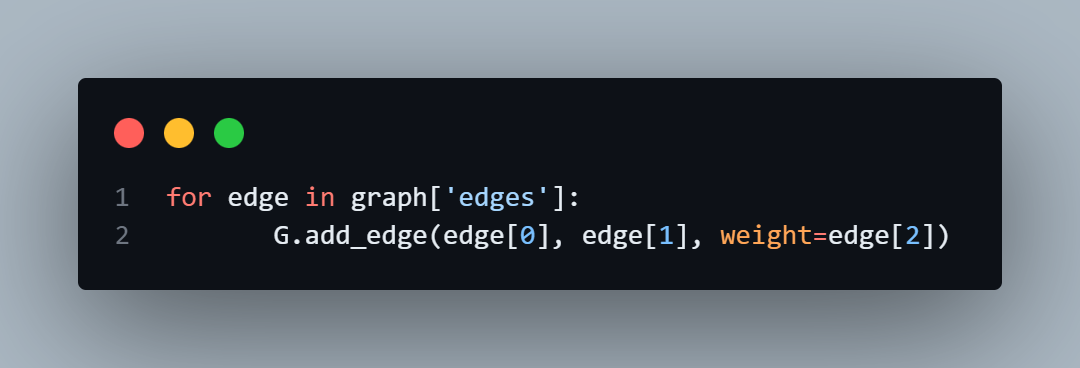 1 for edge in graph['edges']:
2 G.add_edge(edge[0], edge[1], weight=edge[2])